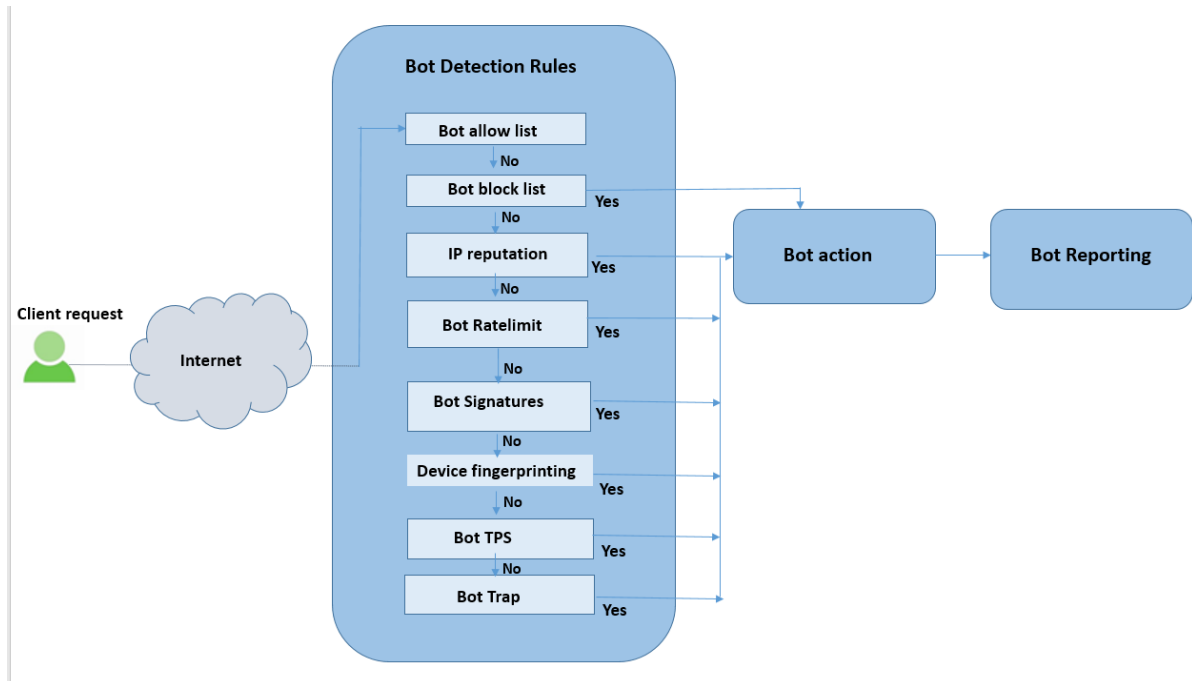 Bot Detection Rules
Bot allow list
No
Bot block list
Yes
No
IP reputation
Yes
No
Bot Ratelimit
Yes
No
Bot Signatures
Yes
No
Device fingerprinting
Yes
No
Bot TPS
Yes
No
Bot Trap
Yes
Client request
Internet
Bot action
Bot Reporting